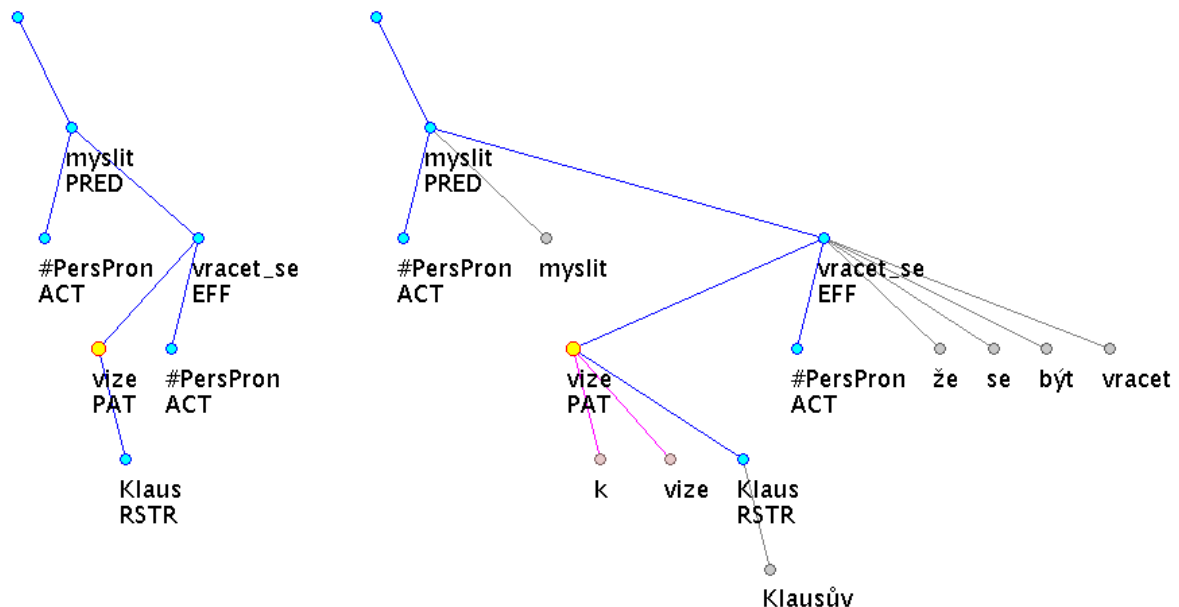 myslit
PRED
#PersPron
ACT
vracet_se
EFF
vize
PAT
#PersPron
ACT
Klaus
RSTR
myslit
PRED
#PersPron
ACT
myslit
vracet_se
EFF
vize
PAT
#PersPron
ACT
že
se
být
vracet
k
vize
Klaus
RSTR
Klausův